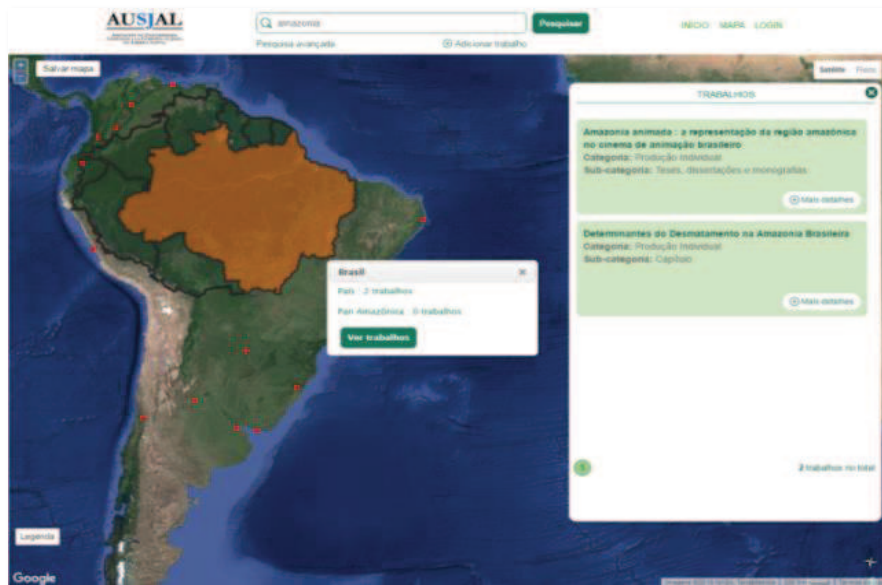 AUSJAL
amazonia
Pesquisar
Pesquisa avançada
Adicionar trabalho
INÍCIO MAPA LOGIN
Salvar mapa
Satélite
TRABALHOS
Amazonia animada : a representação da região amazônica
no cinema de animação brasileiro
Categoria: Produção Individual
Sub-categoria: Teses, dissertações e monografias
Mais detalhes
Determinantes do Desmatamento na Amazonia Brasileira
Categoria: Produção Individual
Sub-categoria: Capítulo
Mais detalhes
Brasil
País : 2 trabalhos
Pan Amazônica : 0 trabalhos
Ver trabalhos
1
2 trabalhos no total
Legenda
Google